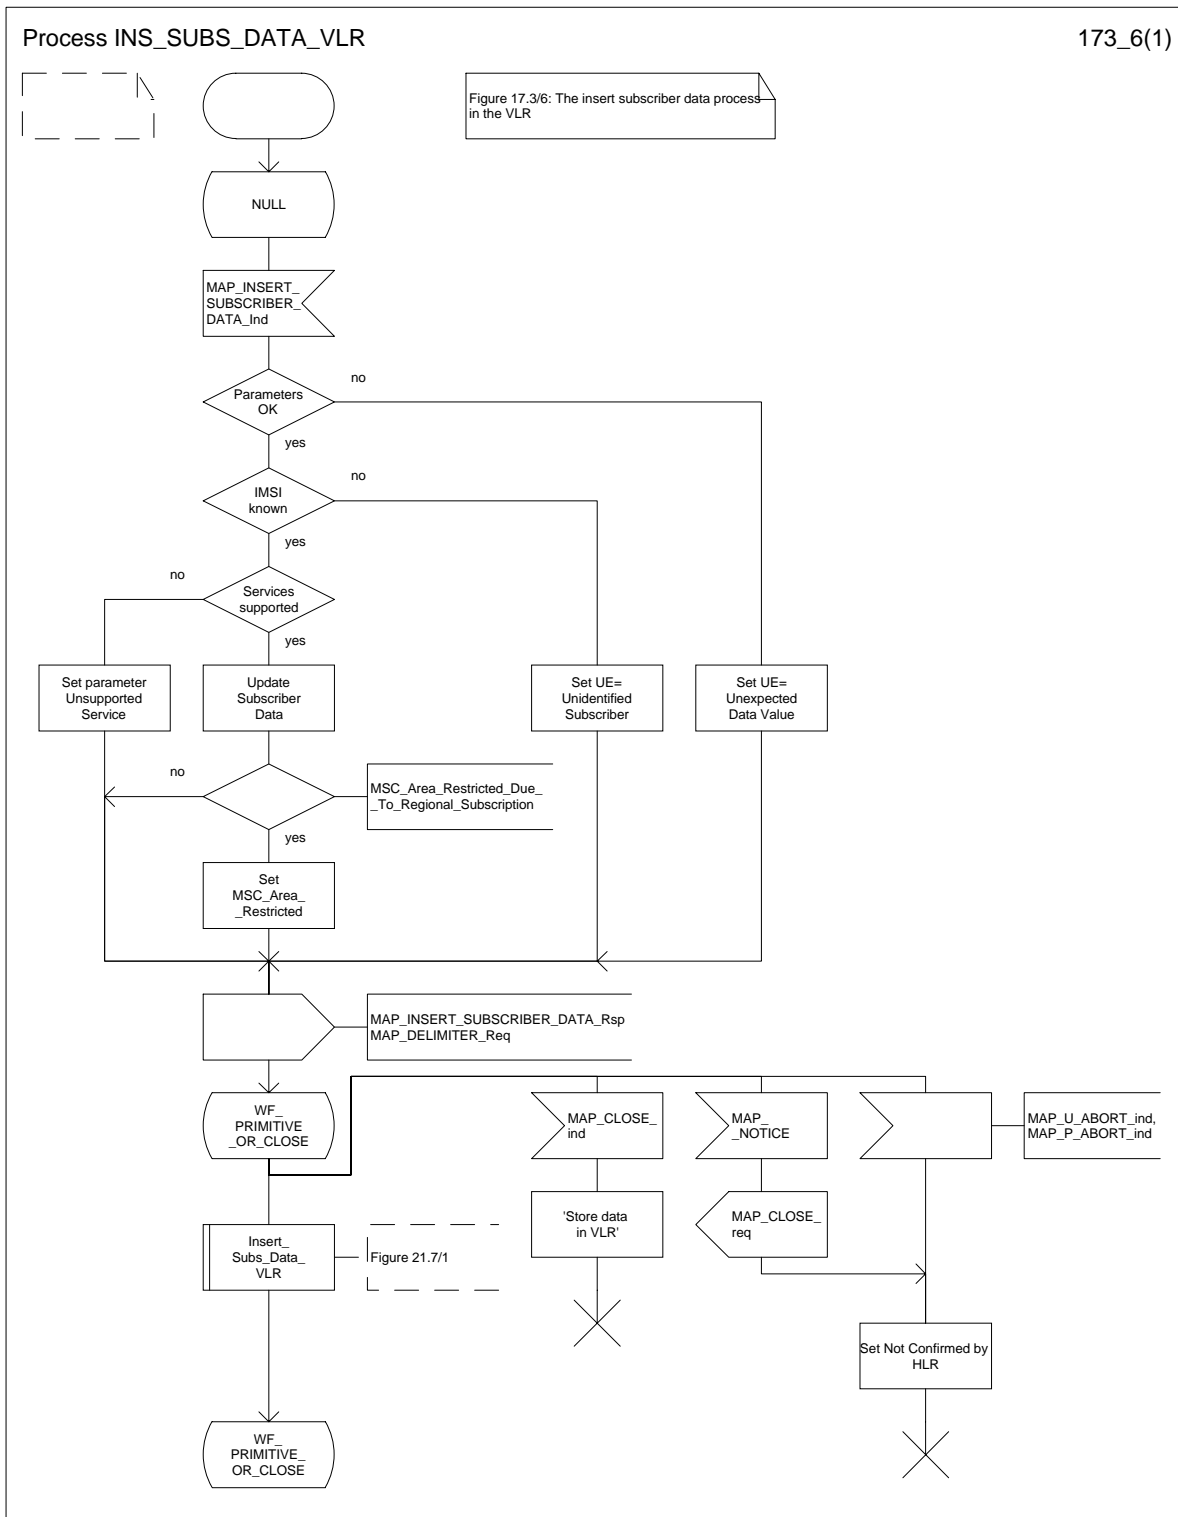 Process INS_SUBS_DATA_VLR
173_6(1)
Figure 17.3/6: The insert subscriber data process
in the VLR
NULL
MAP_INSERT_
SUBSCRIBER_
DATA_Ind
Parameters
OK
no
yes
IMSI
known
no
yes
Services
supported
no
yes
Set parameter
Unsupported
Service
Update
Subscriber
Data
Set UE=
Unidentified
Subscriber
Set UE=
Unexpected
Data Value
no
MSC_Area_Restricted_Due_
_To_Regional_Subscription
yes
Set
MSC_Area_
_Restricted
MAP_INSERT_SUBSCRIBER_DATA_Rsp
MAP_DELIMITER_Req
WF_
PRIMITIVE
_OR_CLOSE
MAP_CLOSE_
ind
MAP_
_NOTICE
MAP_U_ABORT_ind,
MAP_P_ABORT_ind
'Store data
in VLR'
MAP_CLOSE_
req
Insert_
Subs_Data_
VLR
Figure 21.7/1
Set Not Confirmed by
HLR
WF_
PRIMITIVE_
OR_CLOSE